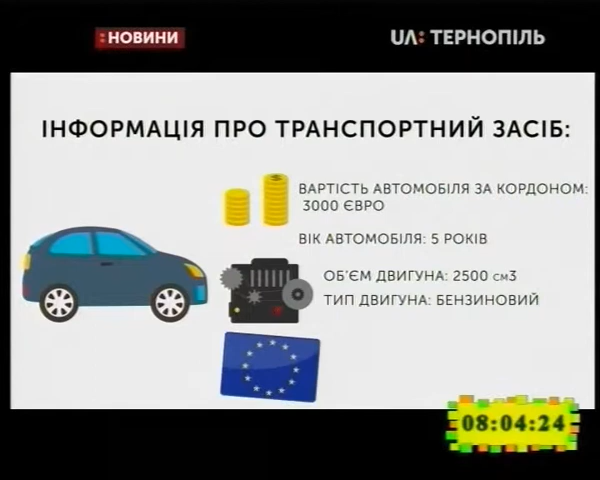 :НОВИНИ
UA: ТЕРНОПІЛЬ
ІНФОРМАЦІЯ ПРО ТРАНСПОРТНИЙ ЗАСІБ:
ВАРТІСТЬ АВТОМОБІЛЯ ЗА КОРДОНОМ:
3000 ЄВРО
ВІК АВТОМОБІЛЯ: 5 РОКІВ
ОБ'ЄМ ДВИГУНА: 2500 см3
ТИП ДВИГУНА: БЕНЗИНОВИЙ
08:04:24